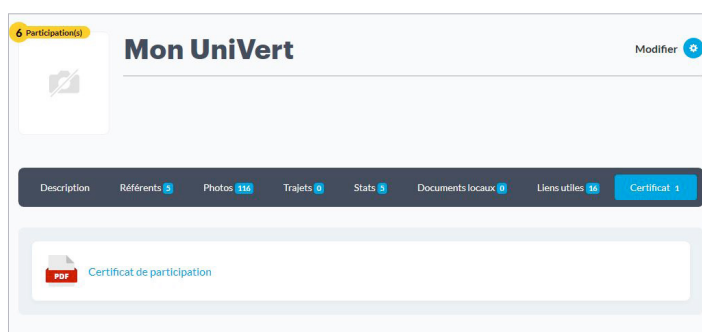 6 Participation(s)
Mon UniVert
Modifier
Description Référents 5 Photos 116 Trajets 0 Stats 5 Documents locaux 0 Liens utiles 16 Certificat 1
PDF Certificat de participation